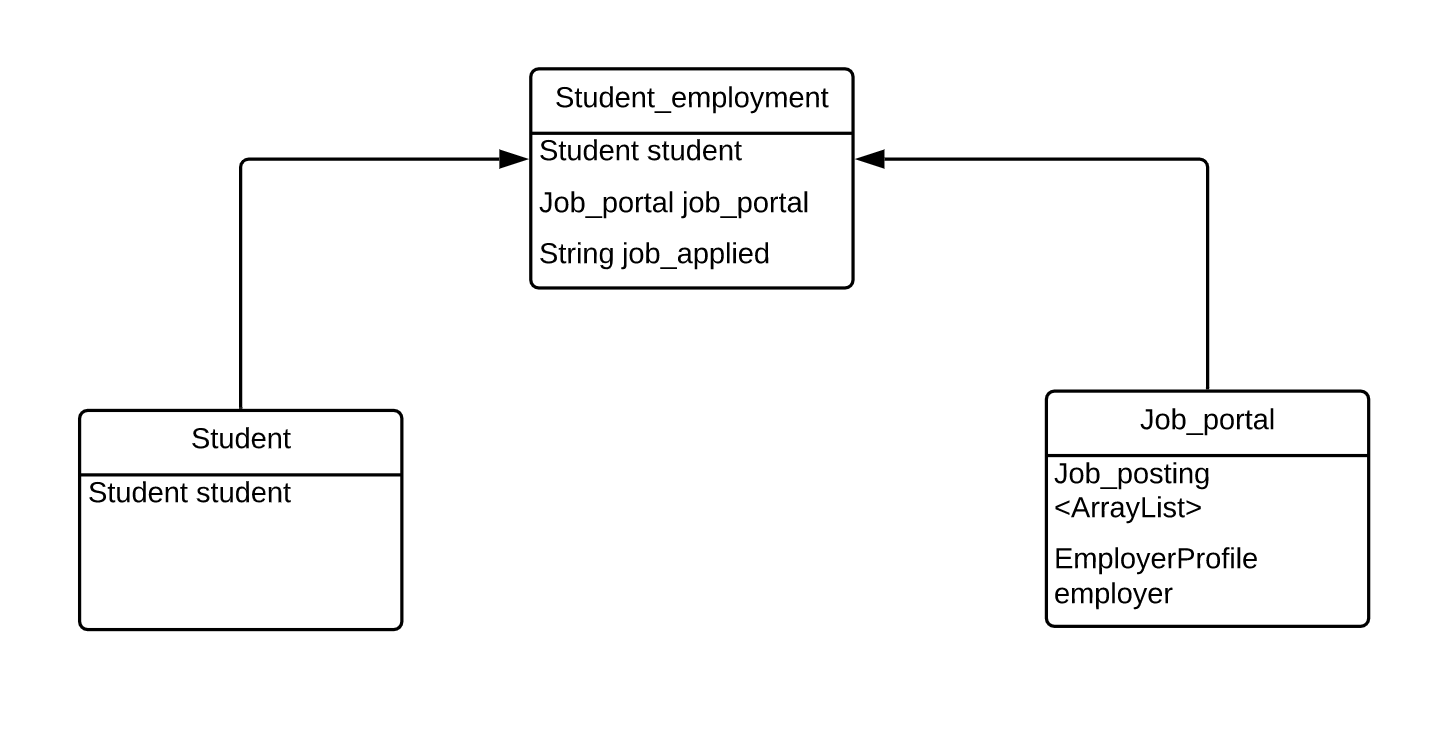 Student_employment
Student student
Job_portal job_portal
String job_applied
Student
Student student
Job_portal
Job_posting
<ArrayList>
EmployerProfile
employer